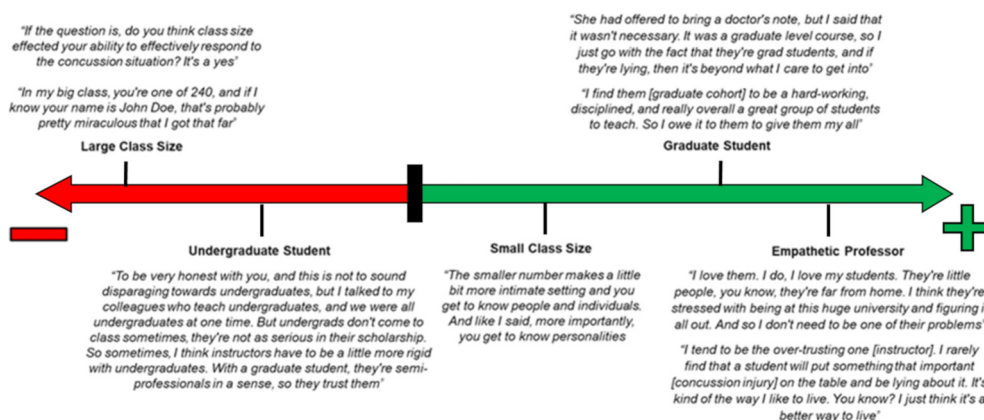 “If the question is, do you think class size
effected your ability to effectively respond to
the concussion situation? It's a yes”
“In my big class, you're one of 240, and if I
know your name is John Doe, that's probably
pretty miraculous that I got that far”
Large Class Size
“She had offered to bring a doctor's note, but I said that
it wasn't necessary. It was a graduate level course, so I
just go with the fact that they're grad students, and if
they're lying, then it's beyond what I care to get into”
“I find them [graduate cohort] to be a hard-working,
disciplined, and really overall a great group of students
to teach. So I owe it to them to give them my all”
Graduate Student
Undergraduate Student
“To be very honest with you, and this is not to sound
disparaging towards undergraduates, but I talked to my
colleagues who teach undergraduates, and we were all
undergraduates at one time. But undergrads don't come to
class sometimes, they're not as serious in their scholarship.
So sometimes, I think instructors have to be a little more rigid
with undergraduates. With a graduate student, they're semi-
professionals in a sense, so they trust them”
Small Class Size
“The smaller number makes a little
bit more intimate setting and you
get to know people and individuals.
And like I said, more importantly,
you get to know personalities
Empathetic Professor
“I love them. I do, I love my students. They're little
people, you know, they're far from home. I think they're
stressed with being at this huge university and figuring i
all out. And so I don't need to be one of their problems”
“I tend to be the over-trusting one [instructor]. I rarely
find that a student will put something that important
[concussion injury] on the table and be lying about it. It's
kind of the way I like to live. You know? I just think it's a
better way to live”